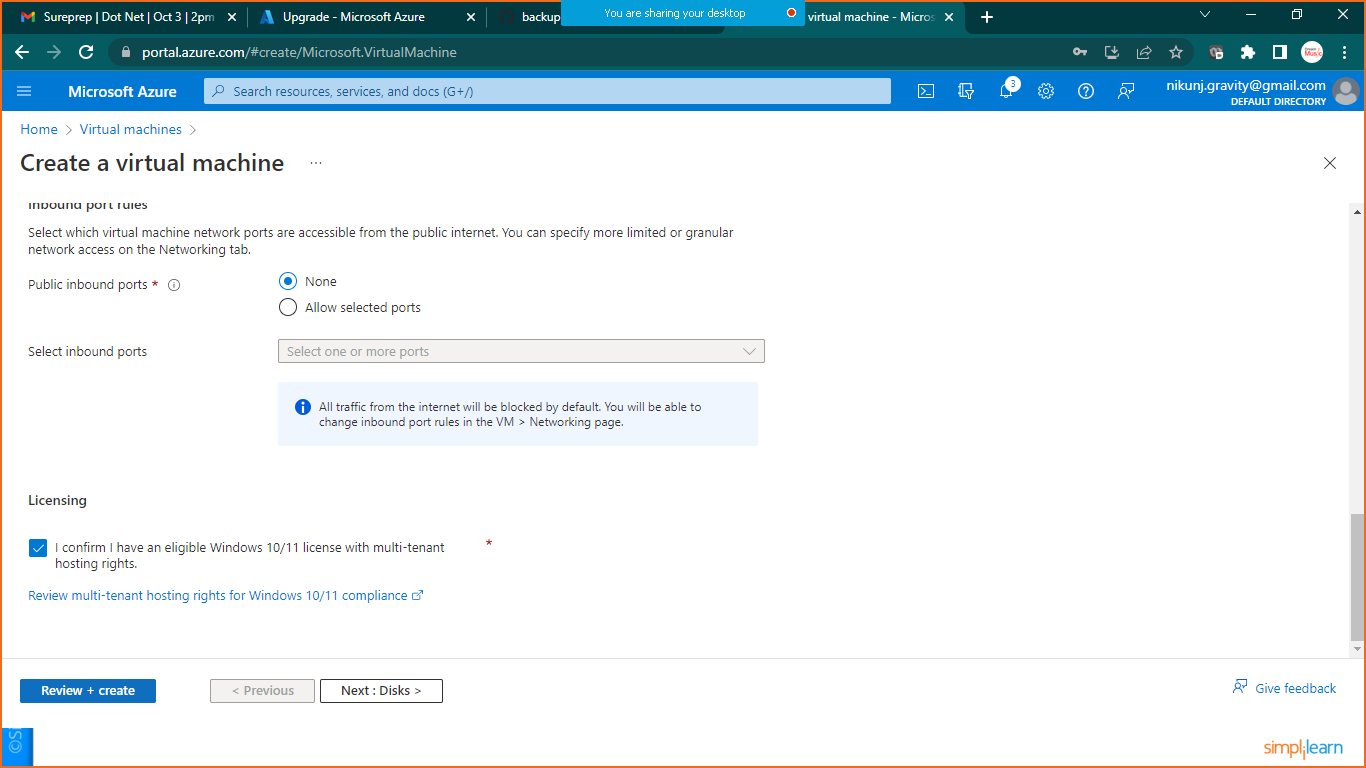 Sureprep | Dot Net | Oct 3 | 2pm
Upgrade - Microsoft Azure
backup
You are sharing your desktop
virtual machine - Micros
portal.azure.com/#create/Microsoft.VirtualMachine
Microsoft Azure
Search resources, services, and docs (G+/)
3
nikunj.gravity@gmail.com
DEFAULT DIRECTORY
Home > Virtual machines >
Create a virtual machine ...
Inbound port rules
Select which virtual machine network ports are accessible from the public internet. You can specify more limited or granular
network access on the Networking tab.
Public inbound ports *
None
Allow selected ports
Select inbound ports
Select one or more ports
All traffic from the internet will be blocked by default. You will be able to
change inbound port rules in the VM > Networking page.
Licensing
I confirm I have an eligible Windows 10/11 license with multi-tenant *
hosting rights.
Review multi-tenant hosting rights for Windows 10/11 compliance
Review + create
< Previous
Next : Disks >
Give feedback
©S
simplilearn